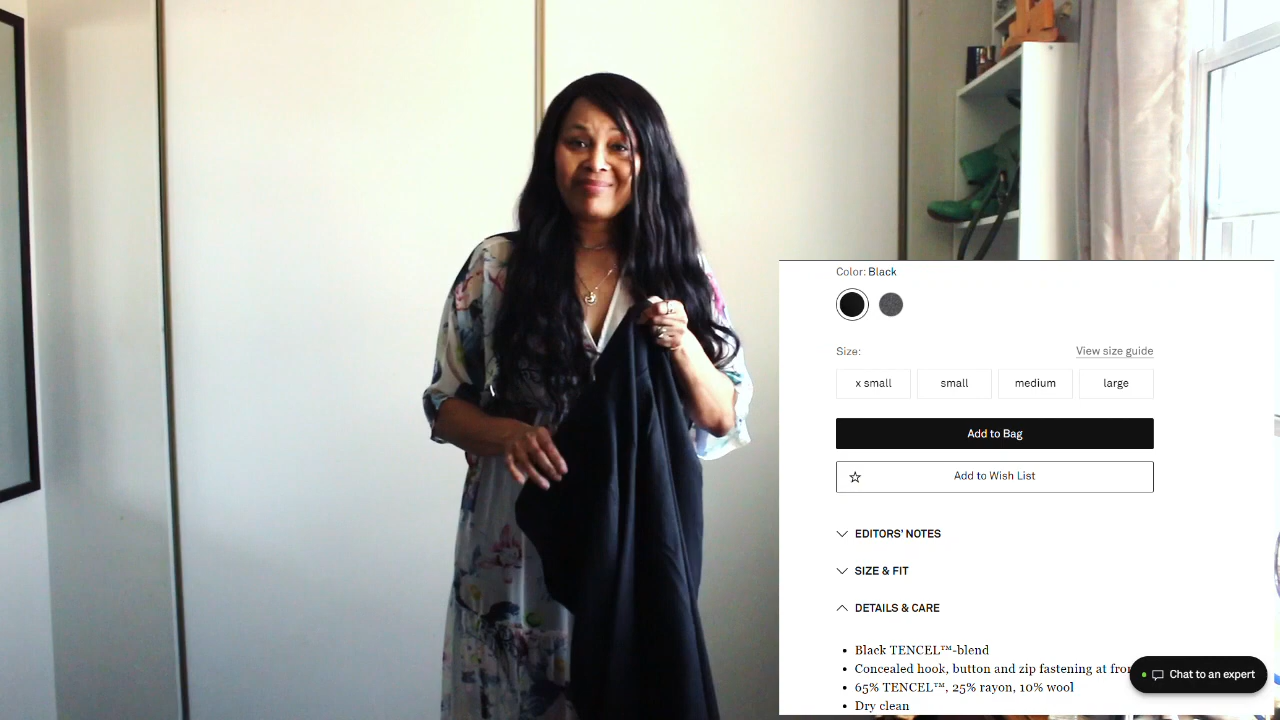 Color: Black
Size:
View size guide
x small
small
medium
large
Add to Bag
Add to Wish List
EDITORS' NOTES
SIZE & FIT
DETAILS & CARE
Black TENCEL™-blend
Concealed hook, button and zip fastening at
65% TENCEL™, 25% rayon, 10% wool
Dry clean
Chat to an expert